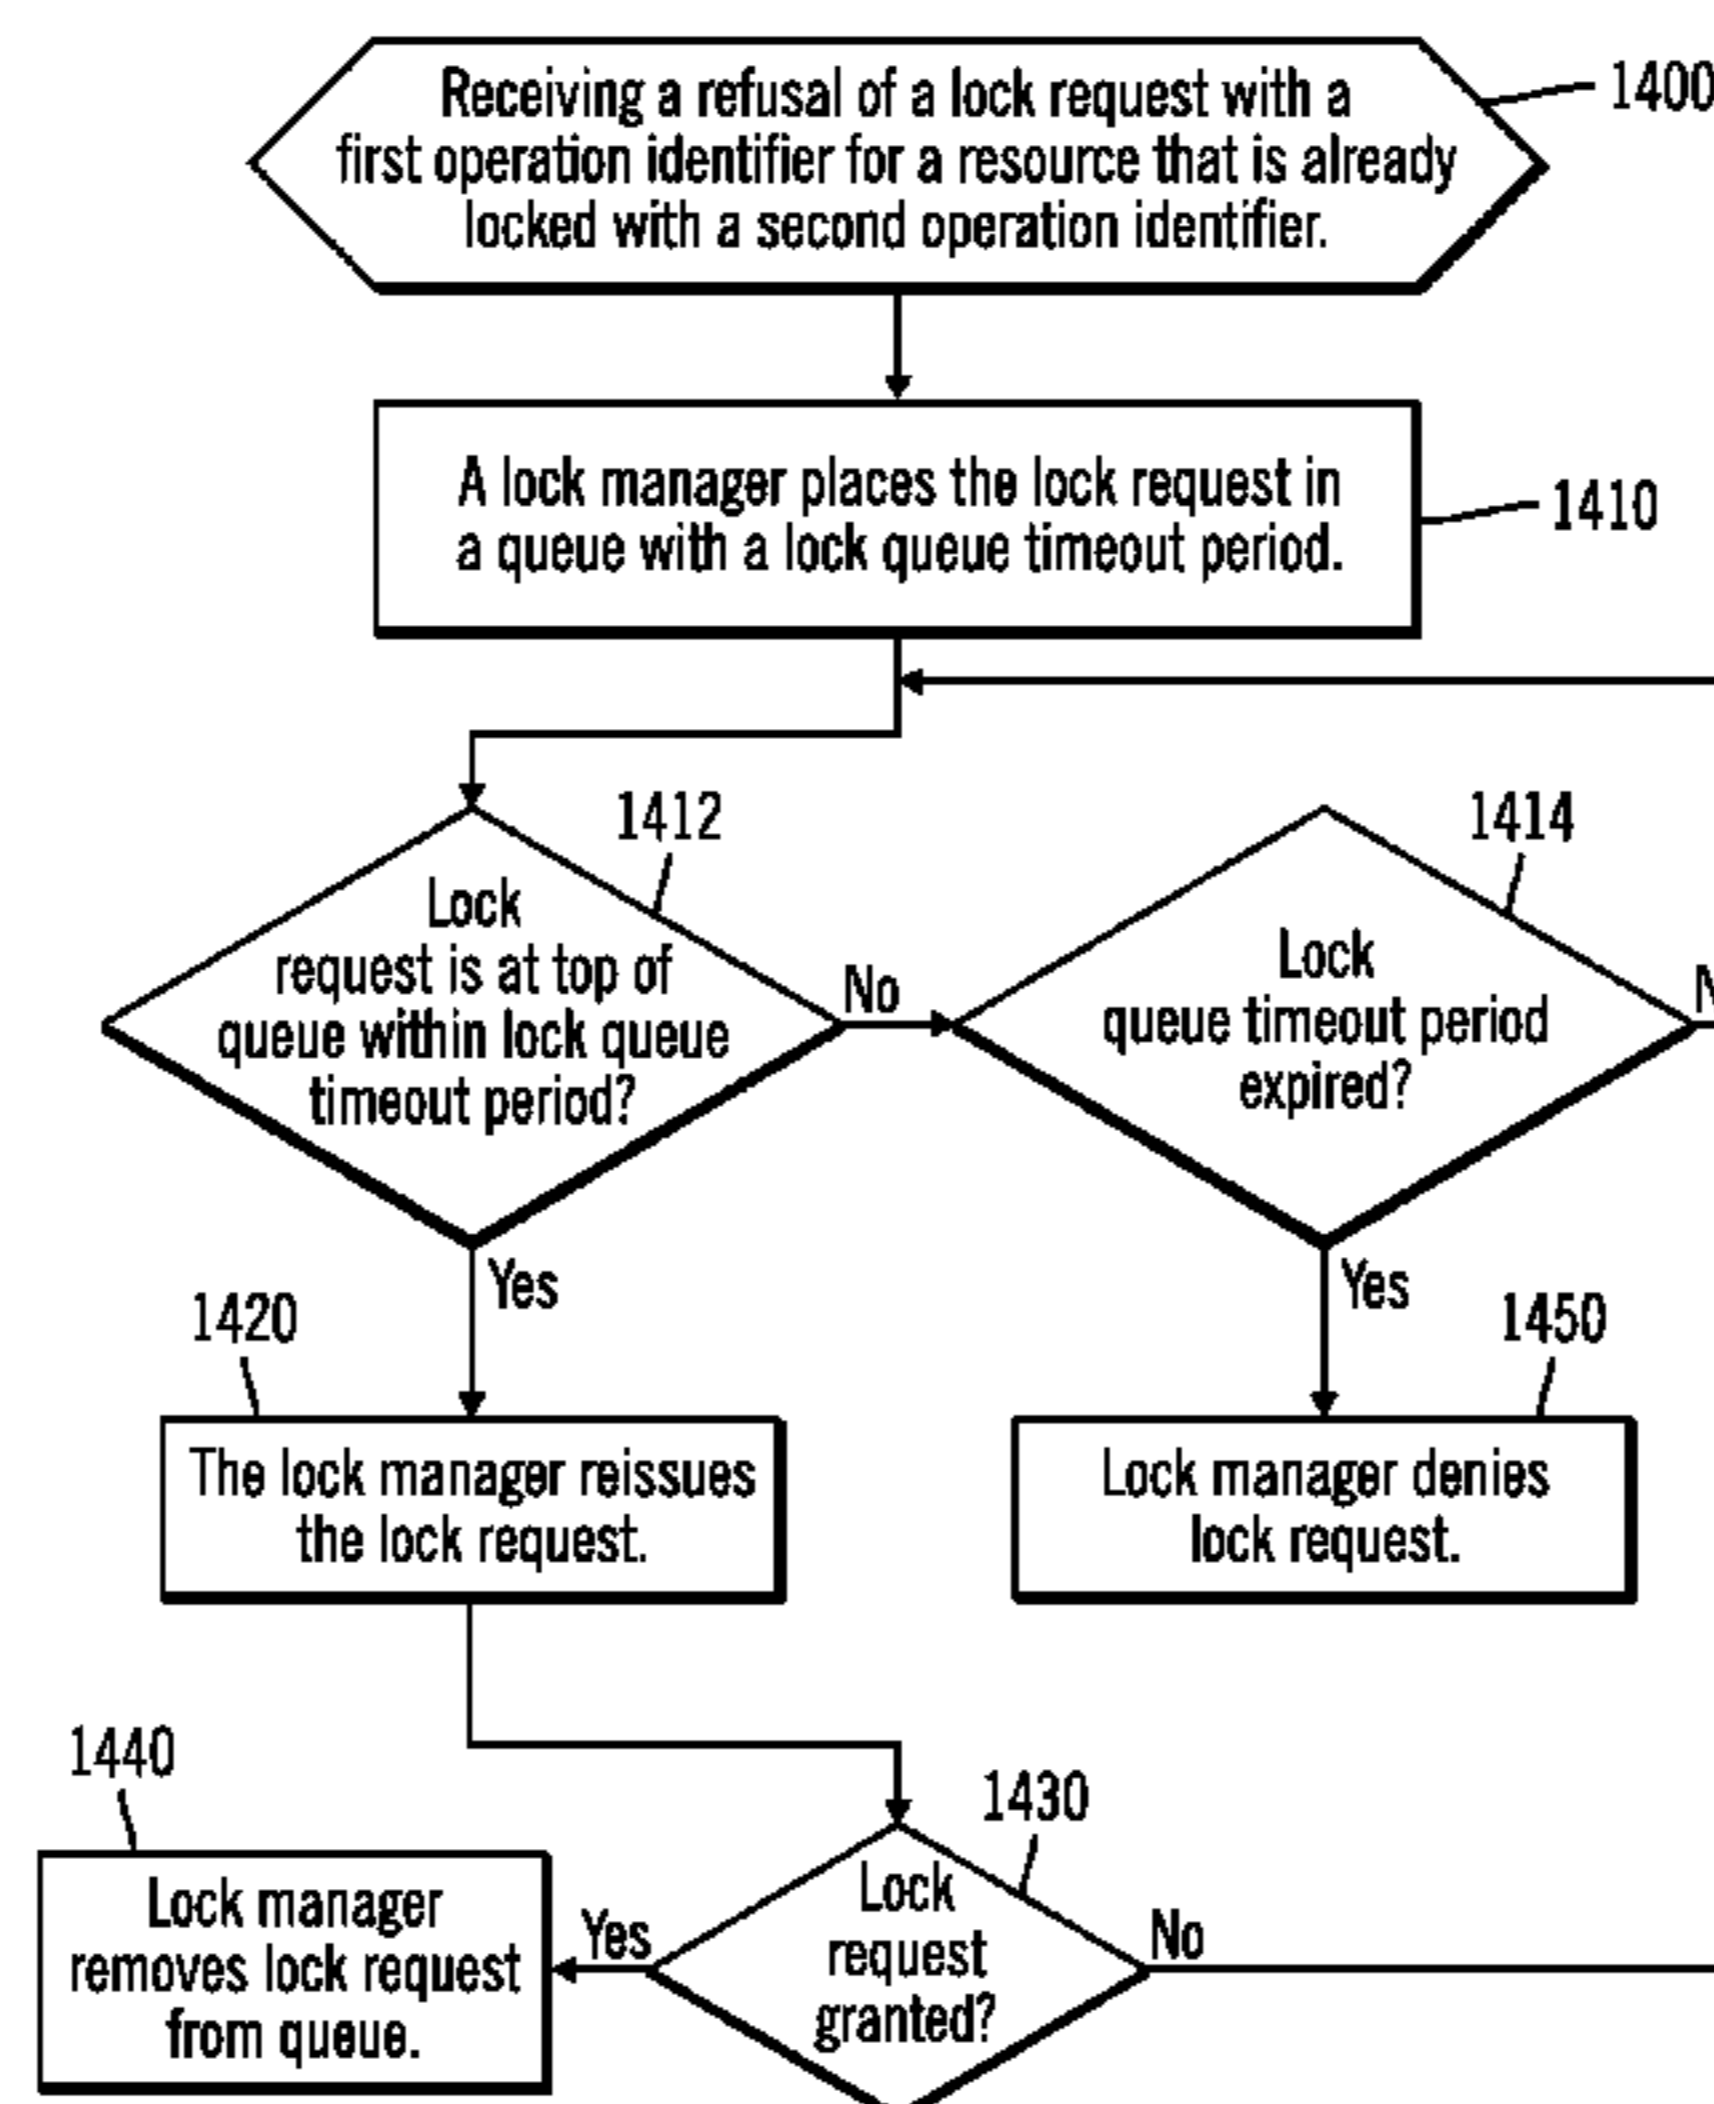 Receiving a refusal of a lock request with a
first operation identifier for a resource that is already
locked with a second operation identifier.
1400
A lock manager places the lock request in
a queue with a lock queue timeout period.
1410
1412
Lock
request is at top of
queue within lock queue
timeout period?
No
1414
Lock
queue timeout period
expired?
Yes
Yes
1420
The lock manager reissues
the lock request.
1450
Lock manager denies
lock request.
1440
Lock manager
removes lock request
from queue.
Yes
1430
Lock
request
granted?
No